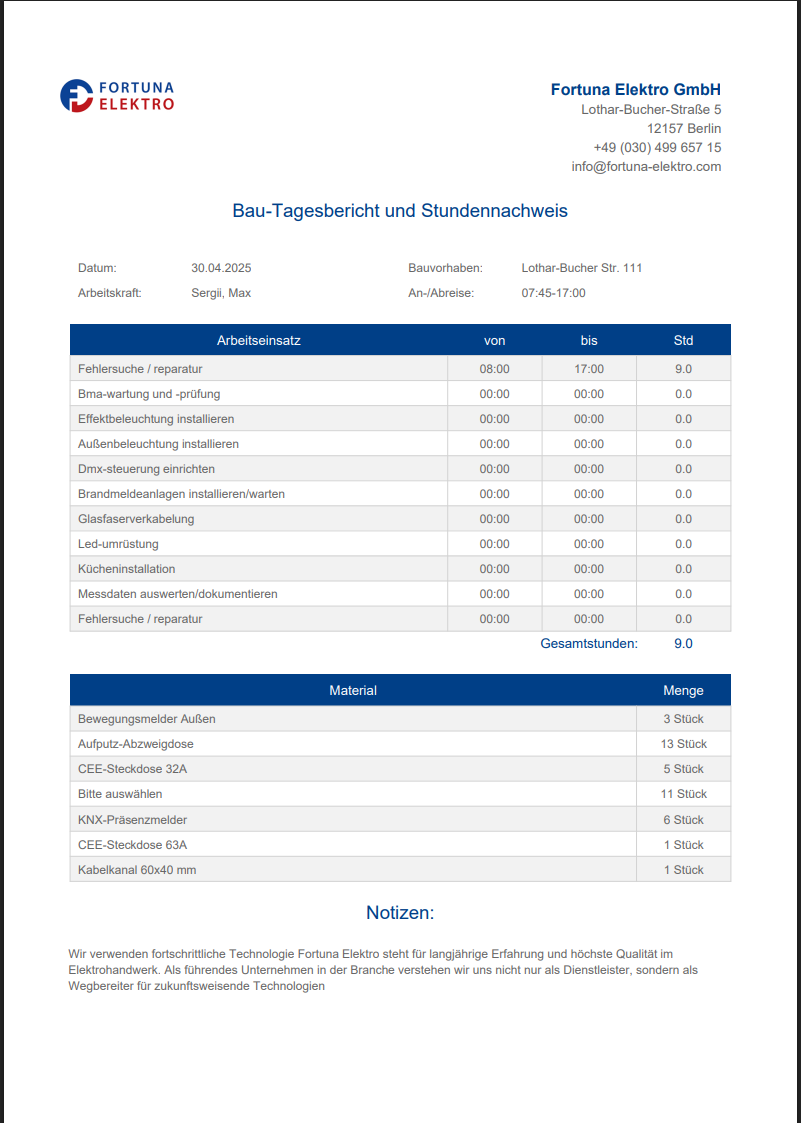 FORTUNA
ELEKTRO
Fortuna Elektro GmbH
Lothar-Bucher-Straße 5
12157 Berlin
+49 (030) 499 657 15
info@fortuna-elektro.com
Bau-Tagesbericht und Stundennachweis
Datum: 30.04.2025 Bauvorhaben: Lothar-Bucher Str. 111
Arbeitskraft: Sergii, Max An-/Abreise: 07:45-17:00
Arbeitseinsatz von bis Std
Fehlersuche / reparatur 08:00 17:00 9.0
Bma-wartung und -prüfung 00:00 00:00 0.0
Effektbeleuchtung installieren 00:00 00:00 0.0
Außenbeleuchtung installieren 00:00 00:00 0.0
Dmx-steuerung einrichten 00:00 00:00 0.0
Brandmeldeanlagen installieren/warten 00:00 00:00 0.0
Glasfaserverkabelung 00:00 00:00 0.0
Led-umrüstung 00:00 00:00 0.0
Kücheninstallation 00:00 00:00 0.0
Messdaten auswerten/dokumentieren 00:00 00:00 0.0
Fehlersuche / reparatur 00:00 00:00 0.0
Gesamtstunden: 9.0
Material Menge
Bewegungsmelder Außen 3 Stück
Aufputz-Abzweigdose 13 Stück
CEE-Steckdose 32A 5 Stück
Bitte auswählen 11 Stück
KNX-Präsenzmelder 6 Stück
CEE-Steckdose 63A 1 Stück
Kabelkanal 60x40 mm 1 Stück
Notizen:
Wir verwenden fortschrittliche Technologie Fortuna Elektro steht für langjährige Erfahrung und höchste Qualität im
Elektrohandwerk. Als führendes Unternehmen in der Branche verstehen wir uns nicht nur als Dienstleister, sondern als
Wegbereiter für zukunftsweisende Technologien